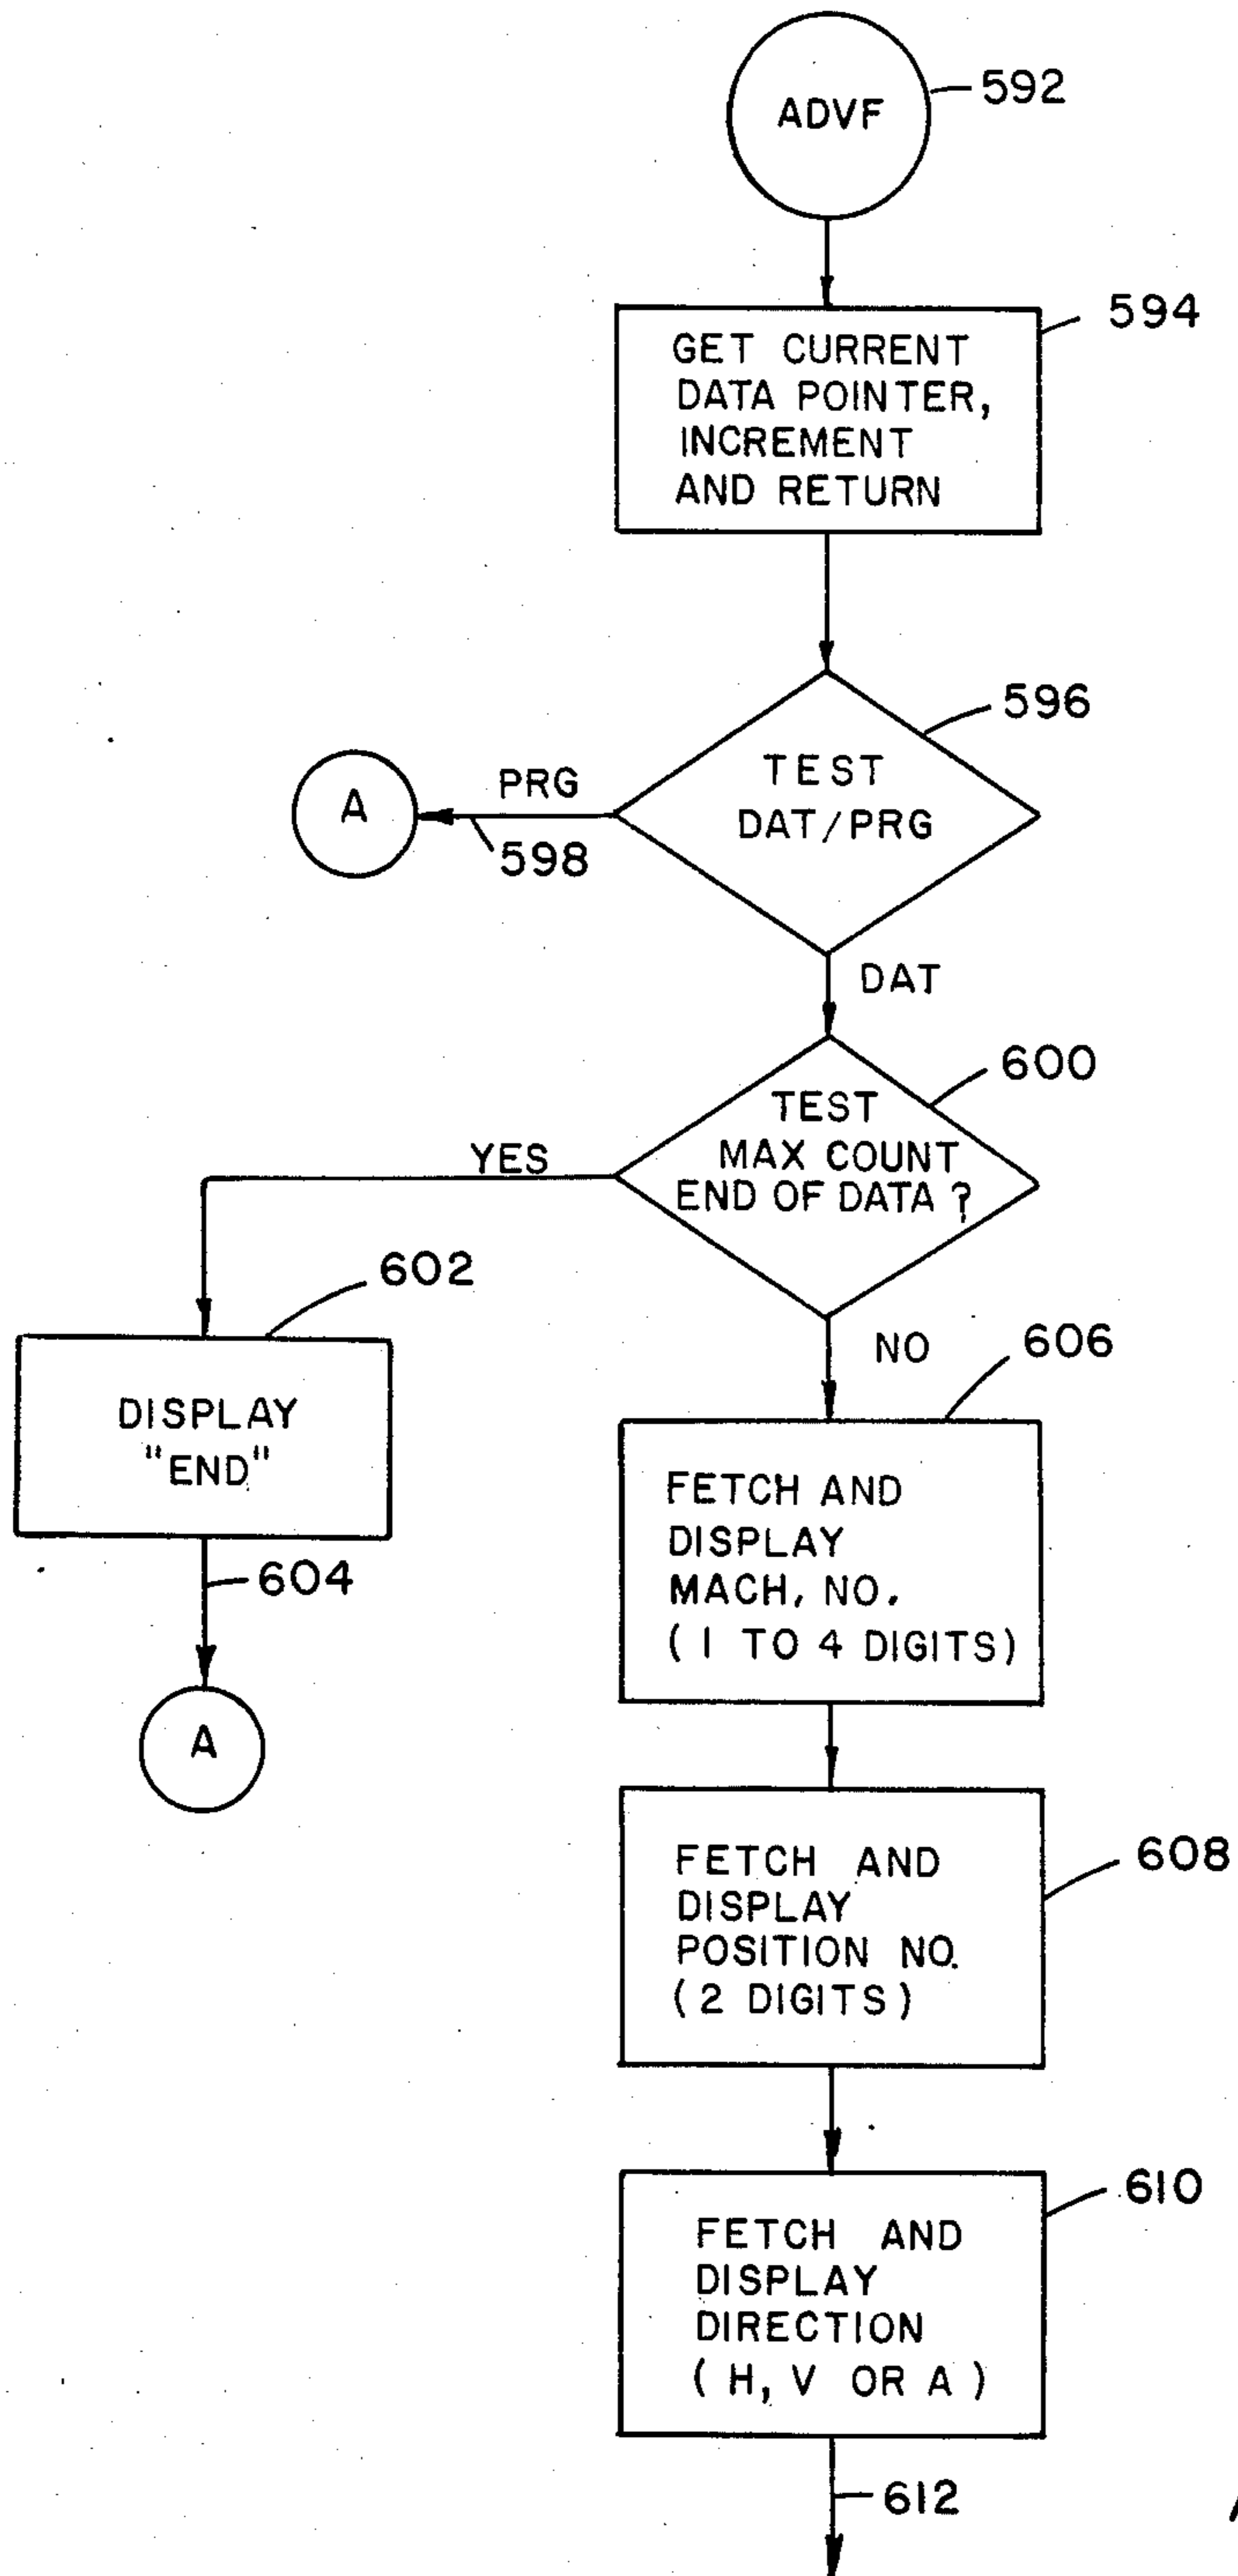 ADVF
592
594
GET CURRENT
DATA POINTER,
INCREMENT
AND RETURN
596
TEST
DAT/PRG
PRG
A
598
DAT
600
TEST
MAX COUNT
END OF DATA?
YES
602
DISPLAY
"END"
604
A
NO
606
FETCH AND
DISPLAY
MACH, NO.
(1 TO 4 DIGITS)
608
FETCH AND
DISPLAY
POSITION NO.
(2 DIGITS)
610
FETCH AND
DISPLAY
DIRECTION
(H, V OR A)
612